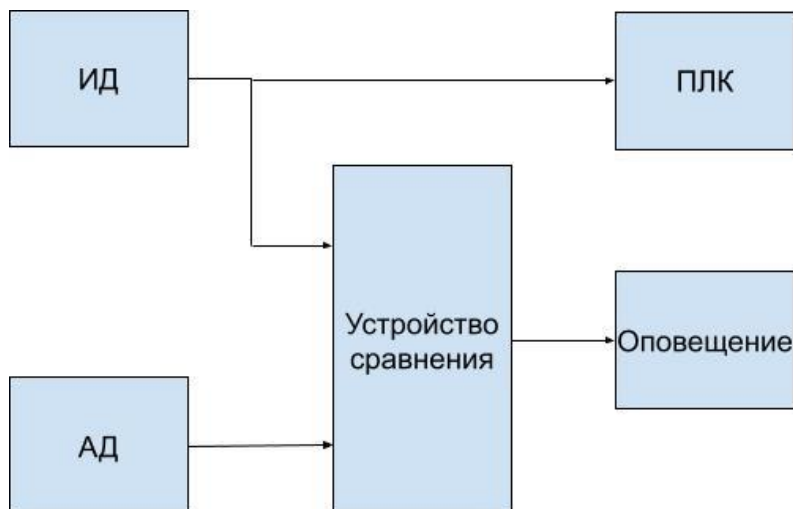 ИД
ПЛК
Устройство
сравнения
Оповещение
АД